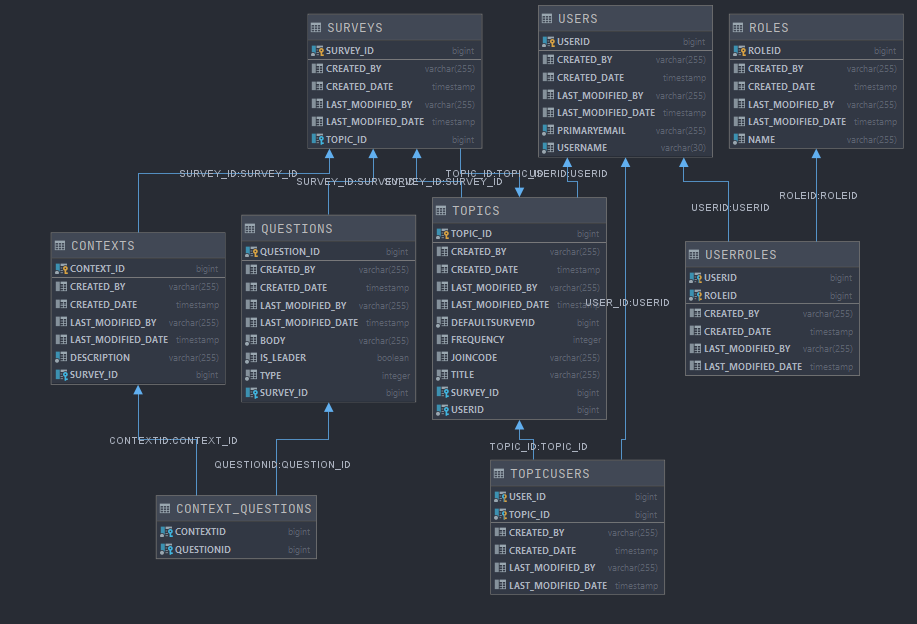 SURVEYS
SURVEY_ID bigint
CREATED_BY varchar(255)
CREATED_DATE timestamp
LAST_MODIFIED_BY varchar(255)
LAST_MODIFIED_DATE timestamp
TOPIC_ID bigint
USERS
USERID bigint
CREATED_BY varchar(255)
CREATED_DATE timestamp
LAST_MODIFIED_BY varchar(255)
LAST_MODIFIED_DATE timestamp
PRIMARYEMAIL varchar(255)
USERNAME varchar(30)
ROLES
ROLEID bigint
CREATED_BY varchar(255)
CREATED_DATE timestamp
LAST_MODIFIED_BY varchar(255)
LAST_MODIFIED_DATE timestamp
NAME varchar(255)
SURVEY_ID:SURVEY_ID
SURVEY_ID:SURVEY_ID
SURVEY_ID:SURVEY_ID
TOPIC_ID:TOPIC_ID
USERID:USERID
USERID:USERID
ROLEID:ROLEID
CONTEXTS
CONTEXT_ID bigint
CREATED_BY varchar(255)
CREATED_DATE timestamp
LAST_MODIFIED_BY varchar(255)
LAST_MODIFIED_DATE timestamp
DESCRIPTION varchar(255)
SURVEY_ID bigint
QUESTIONS
QUESTION_ID bigint
CREATED_BY varchar(255)
CREATED_DATE timestamp
LAST_MODIFIED_BY varchar(255)
LAST_MODIFIED_DATE timestamp
BODY varchar(255)
IS_LEADER boolean
TYPE integer
SURVEY_ID bigint
TOPICS
TOPIC_ID bigint
CREATED_BY varchar(255)
CREATED_DATE timestamp
LAST_MODIFIED_BY varchar(255)
LAST_MODIFIED_DATE timestamp
DEFAULTSURVEYID bigint
FREQUENCY integer
JOINCODE varchar(255)
TITLE varchar(255)
SURVEY_ID bigint
USERID bigint
USER_ID:USERID
USERROLES
USERID bigint
ROLEID bigint
CREATED_BY varchar(255)
CREATED_DATE timestamp
LAST_MODIFIED_BY varchar(255)
LAST_MODIFIED_DATE timestamp
CONTEXTID:CONTEXT_ID
QUESTIONID:QUESTION_ID
TOPIC_ID:TOPIC_ID
CONTEXT_QUESTIONS
CONTEXTID bigint
QUESTIONID bigint
TOPICUSERS
USER_ID bigint
TOPIC_ID bigint
CREATED_BY varchar(255)
CREATED_DATE timestamp
LAST_MODIFIED_BY varchar(255)
LAST_MODIFIED_DATE timestamp